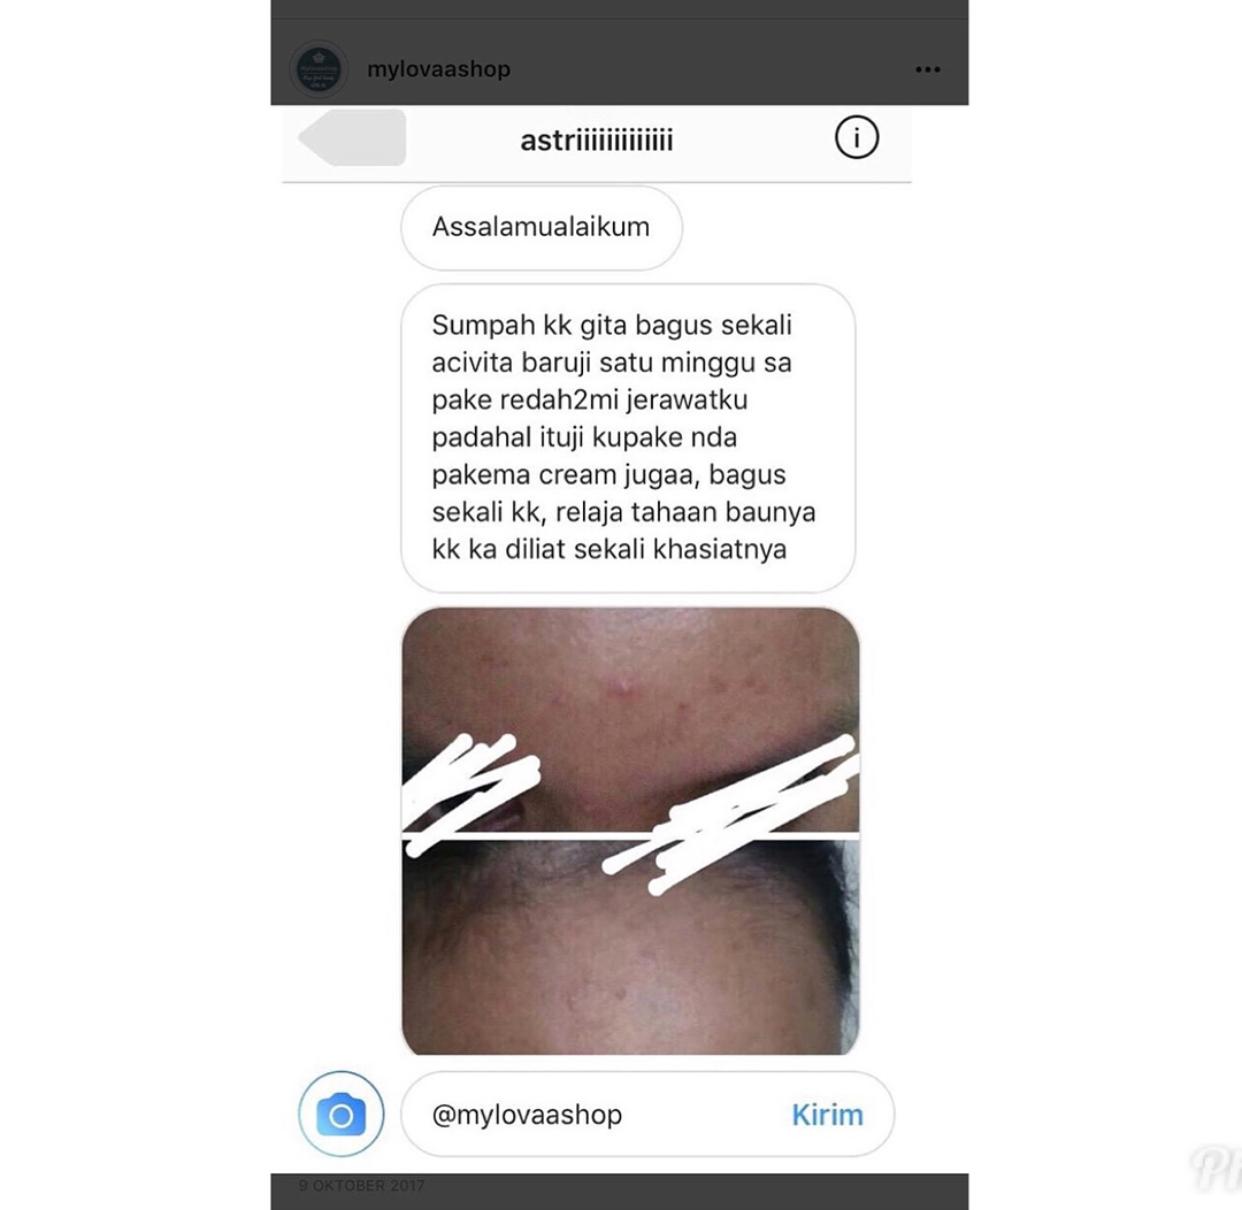 mylovaashop
astriiiiiiiiiiiiii
i
Assalamualaikum
Sumpah kk gita bagus sekali
acivita baruji satu minggu sa
pake redah2mi jerawatku
padahal ituji kupake nda
pakema cream jugaa, bagus
sekali kk, relaja tahaan baunya
kk ka diliat sekali khasiatnya
@mylovaashop
Kirim
9 OKTOBER 2017